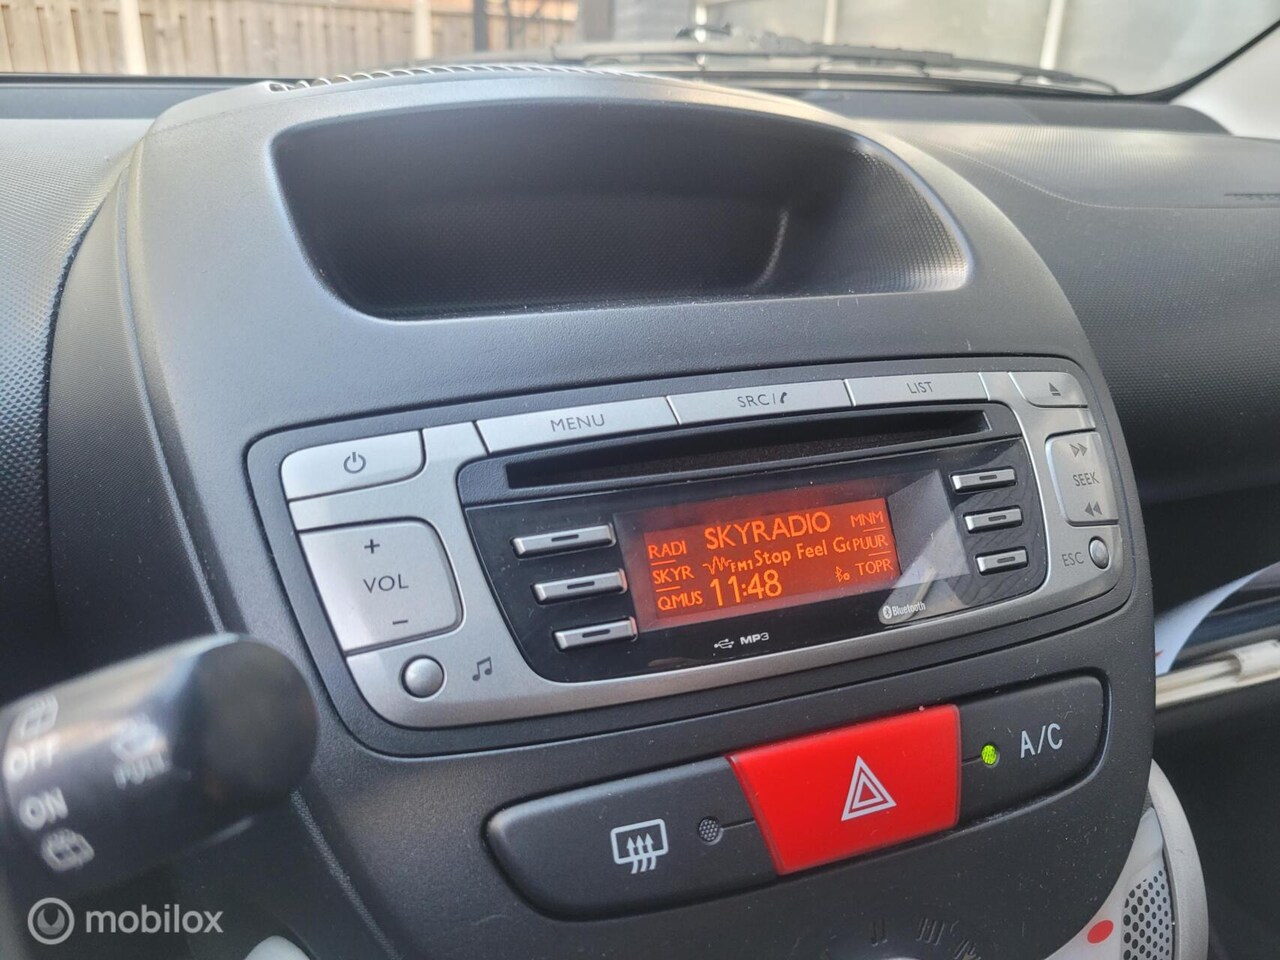 MENU
SRC/
LIST
SEEK
ESC
+
VOL
-
RADI
SKYRADIO
MNM
SKYR
FM1 Stop Feel G
PUUR
QMUS
11:48
TOPR
MP3
Bluetooth
A/C
OFF
PULL
ON
mobilox